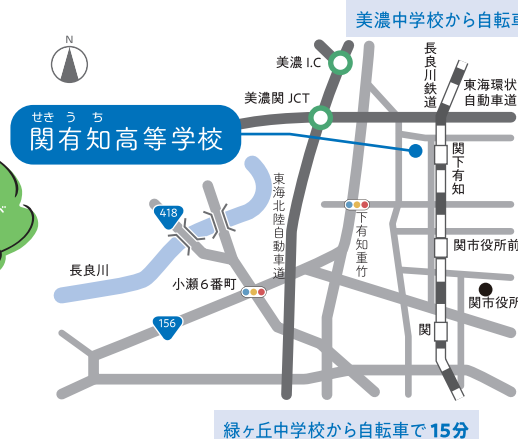 美濃中学校から自転車
N
美濃 I.C
長良川鉄道
東海環状
自動車道
美濃関 JCT
せき う ち
関有知高等学校
関下有知
東海北陸自動車道
418
下有知重竹
関市役所前
長良川
小瀬6番町
関市役所
156
関
緑ヶ丘中学校から自転車で 15分